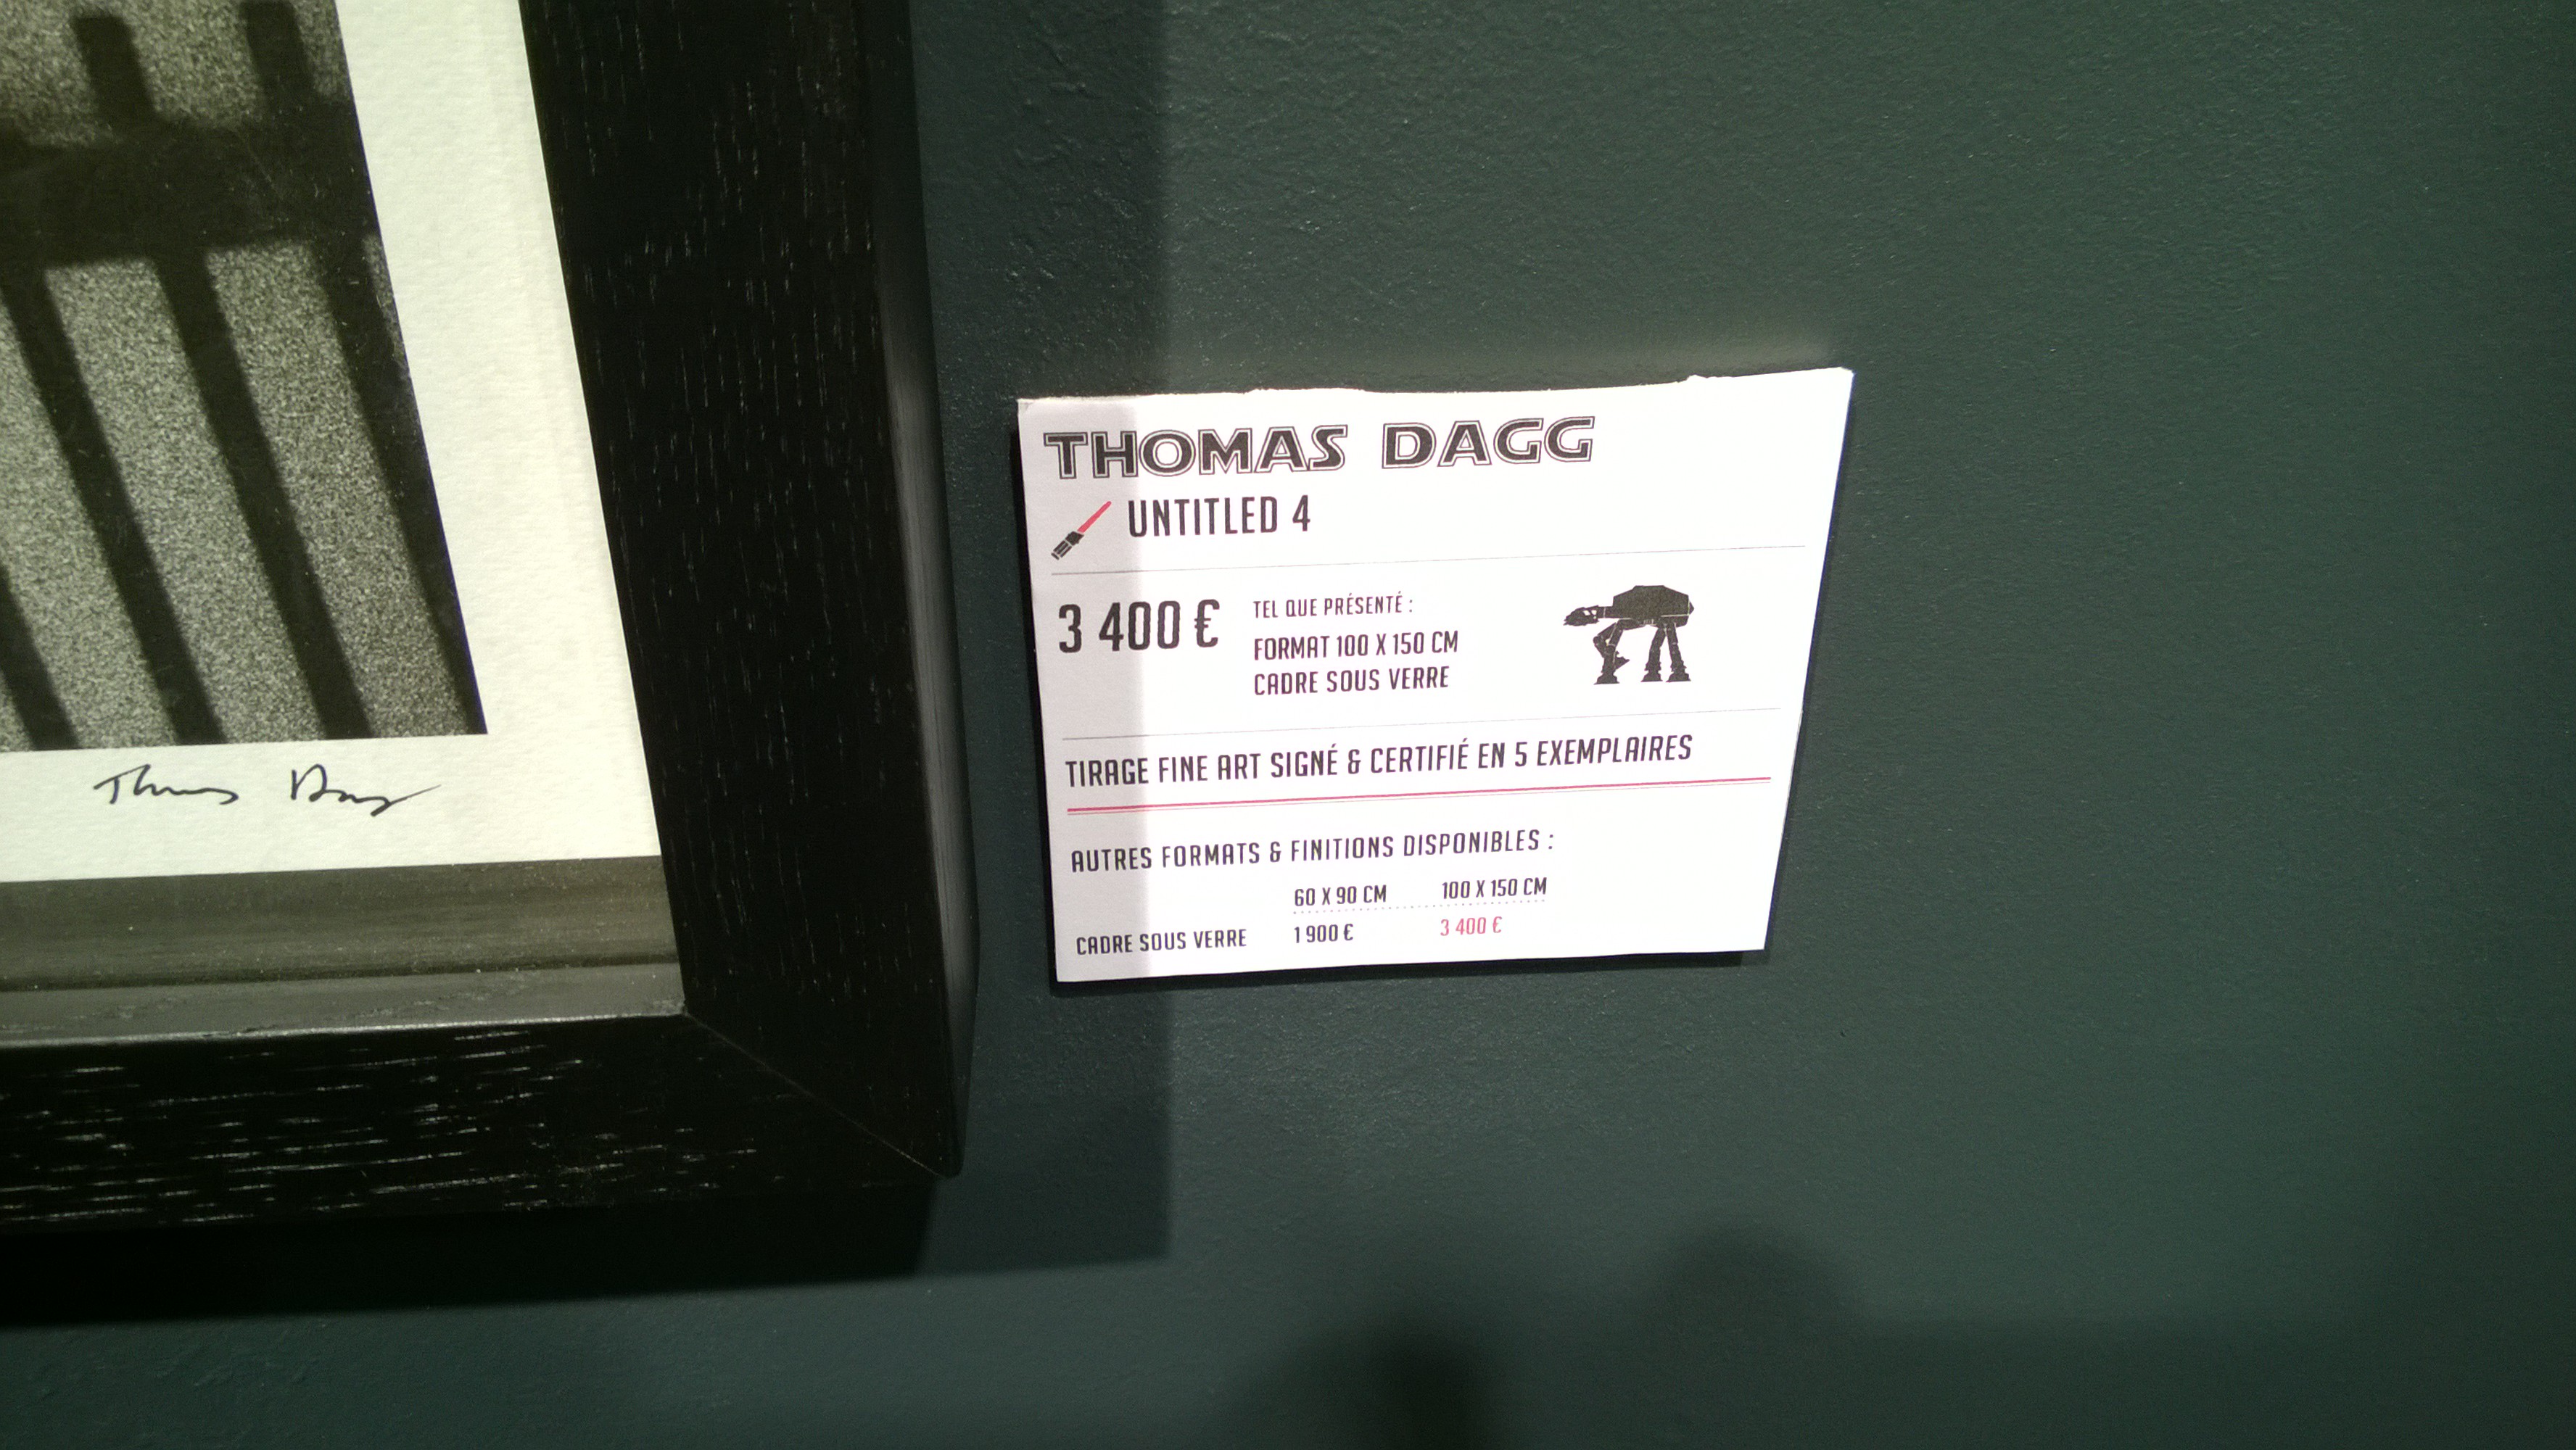 Thomas Dagg
THOMAS DAGG
UNTITLED 4
3 400 €
TEL QUE PRÉSENTÉ :
FORMAT 100 X 150 CM
CADRE SOUS VERRE
TIRAGE FINE ART SIGNÉ & CERTIFIÉ EN 5 EXEMPLAIRES
AUTRES FORMATS & FINITIONS DISPONIBLES :
60 X 90 CM 100 X 150 CM
CADRE SOUS VERRE 1 900 € 3 400 €